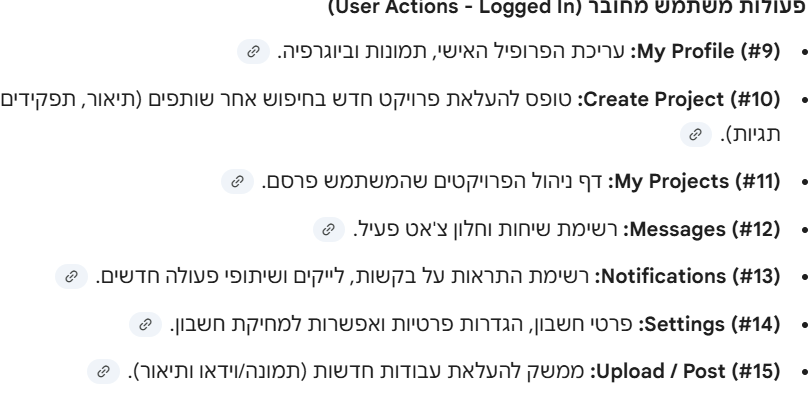 פעולות משתמש מחובר (User Actions - Logged In)
• My Profile (#9): עריכת הפרופיל האישי, תמונות וביוגרפיה.
• Create Project (#10): טופס להעלאת פרויקט חדש בחיפוש אחר שותפים (תיאור, תפקידים
תגיות).
• My Projects (#11): דף ניהול הפרויקטים שהמשתמש פרסם.
• Messages (#12): רשימת שיחות וחלון צ'אט פעיל.
• Notifications (#13): רשימת התראות על בקשות, לייקים ושיתופי פעולה חדשים.
• Settings (#14): פרטי חשבון, הגדרות פרטיות ואפשרות למחיקת חשבון.
• Upload / Post (#15): ממשק להעלאת עבודות חדשות (תמונה/וידאו ותיאור).